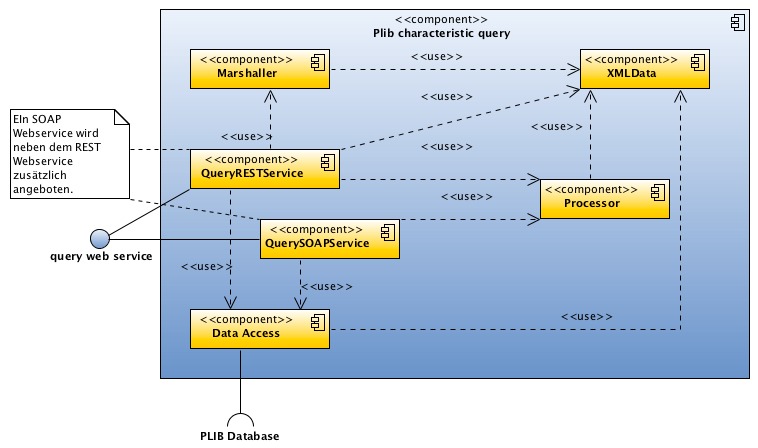 <<component>>
Plib characteristic query
<<component>>
Marshaller
<<use>>
<<component>>
XMLData
<<use>>
EIn SOAP
Webservice wird
neben dem REST
Webservice
zusätzlich
angeboten.
<<use>>
<<use>>
<<use>>
<<component>>
QueryRESTService
<<component>>
Processor
<<use>>
<<component>>
QuerySOAPService
query web service
<<use>>
<<use>>
<<component>>
Data Access
<<use>>
PLIB Database